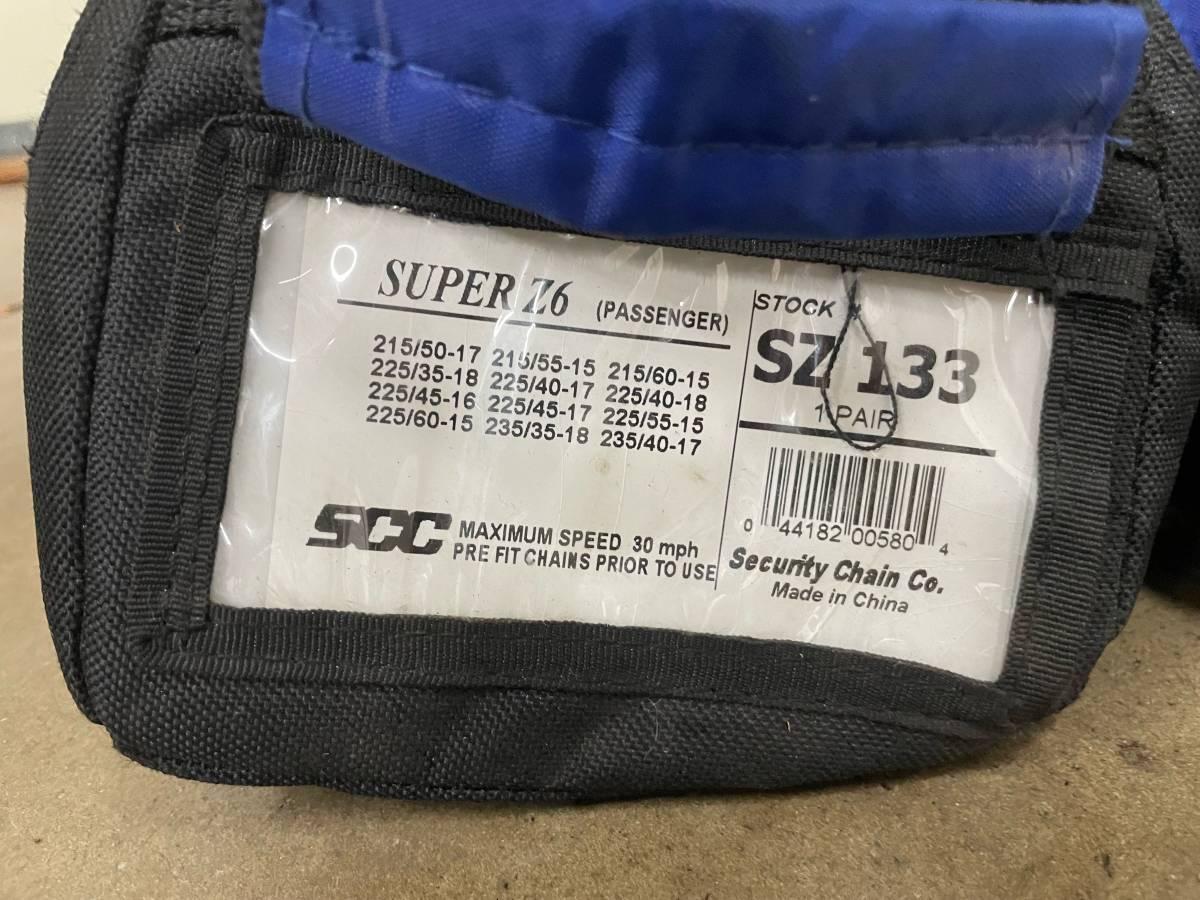 SUPER Z6 (PASSENGER)
215/50-17 215/55-15 215/60-15
225/35-18 225/40-17 225/40-18
225/45-16 225/45-17 225/55-15
225/60-15 235/35-18 235/40-17
SCC MAXIMUM SPEED 30 mph
PRE FIT CHAINS PRIOR TO USE
STOCK
SZ 133
1 PAIR
0 44182 00580 4
Security Chain Co.
Made in China